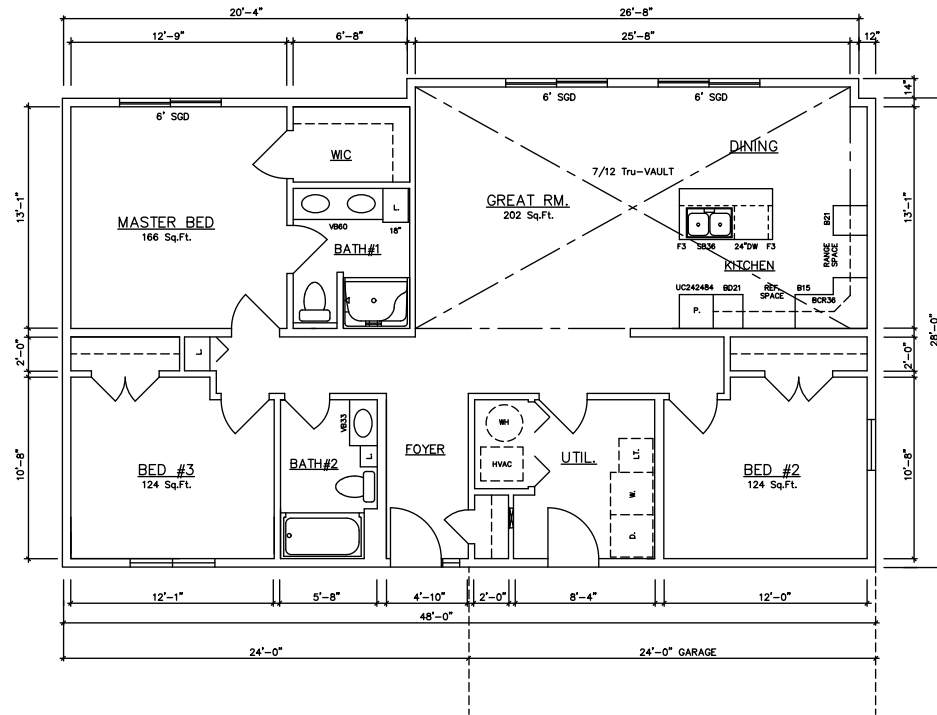 20'-4"
26'-8"
12'-9"
6'-8"
25'-8"
12"
14"
6' SGD
6' SGD
6' SGD
WIC
DINING
7/12 Tru-VAULT
13'-1"
MASTER BED
166 Sq.Ft.
VB60
L.
18"
BATH#1
GREAT RM.
202 Sq.Ft.
F3
SB36
24"DW
F3
B21
RANGE
SPACE
13'-1"
KITCHEN
UC242484
BD21
REF.
SPACE
B15
BCR36
P.
2'-0"
L.
2'-0"
28'-0"
10'-8"
BED #3
124 Sq.Ft.
BATH#2
VB33
L.
FOYER
WH
HVAC
UTIL.
LT.
W.
D.
BED #2
124 Sq.Ft.
10'-8"
12'-1"
5'-8"
4'-10"
2'-0"
8'-4"
12'-0"
48'-0"
24'-0"
24'-0" GARAGE